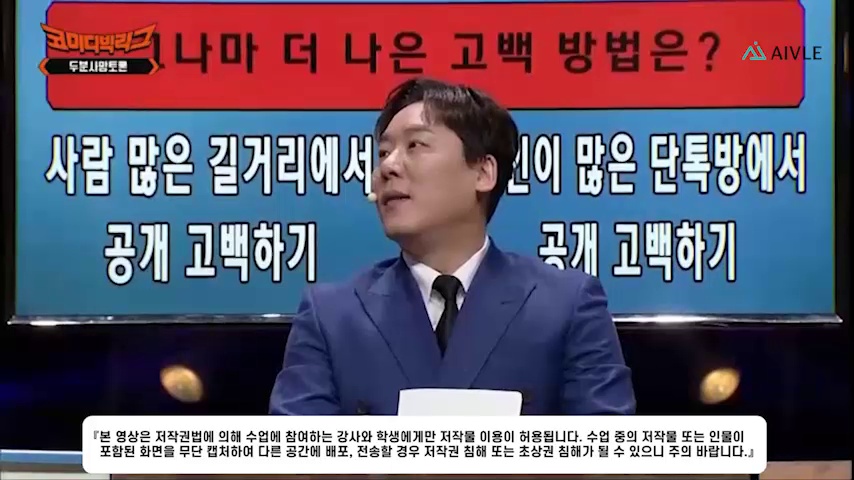 코미디빅리그
두분사망토론
나마 더 나은 고백 방법은?
AIVLE
사람 많은 길거리에서
공개 고백하기
인이 많은 단톡방에서
공개 고백하기
『본 영상은 저작권법에 의해 수업에 참여하는 강사와 학생에게만 저작물 이용이 허용됩니다. 수업 중의 저작물 또는 인물이
포함된 화면을 무단 캡처하여 다른 공간에 배포, 전송할 경우 저작권 침해 또는 초상권 침해가 될 수 있으니 주의 바랍니다.』